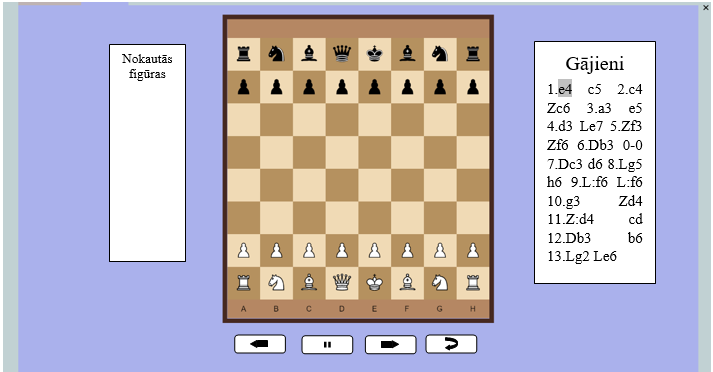 Nokautās
figūras
Gājieni
1.e4 c5 2.c4
Zc6 3.a3 e5
4.d3 Le7 5.Zf3
Zf6 6.Db3 0-0
7.Dc3 d6 8.Lg5
h6 9.L:f6 L:f6
10.g3 Zd4
11.Z:d4 cd
12.Db3 b6
13.Lg2 Le6
A B C D E F G H